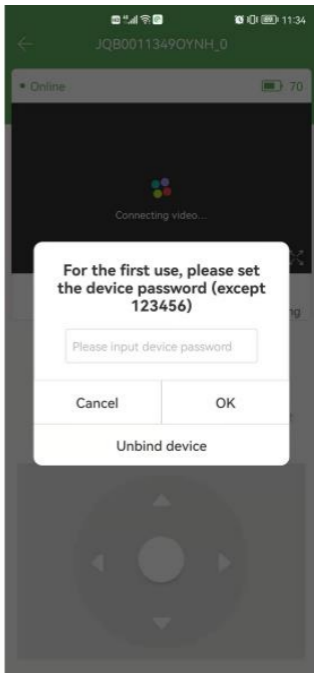 11:34
JQB0011349OYNH_0
Online
70
Connecting video...
For the first use, please set
the device password (except
123456)
Please input device password
Cancel
OK
Unbind device